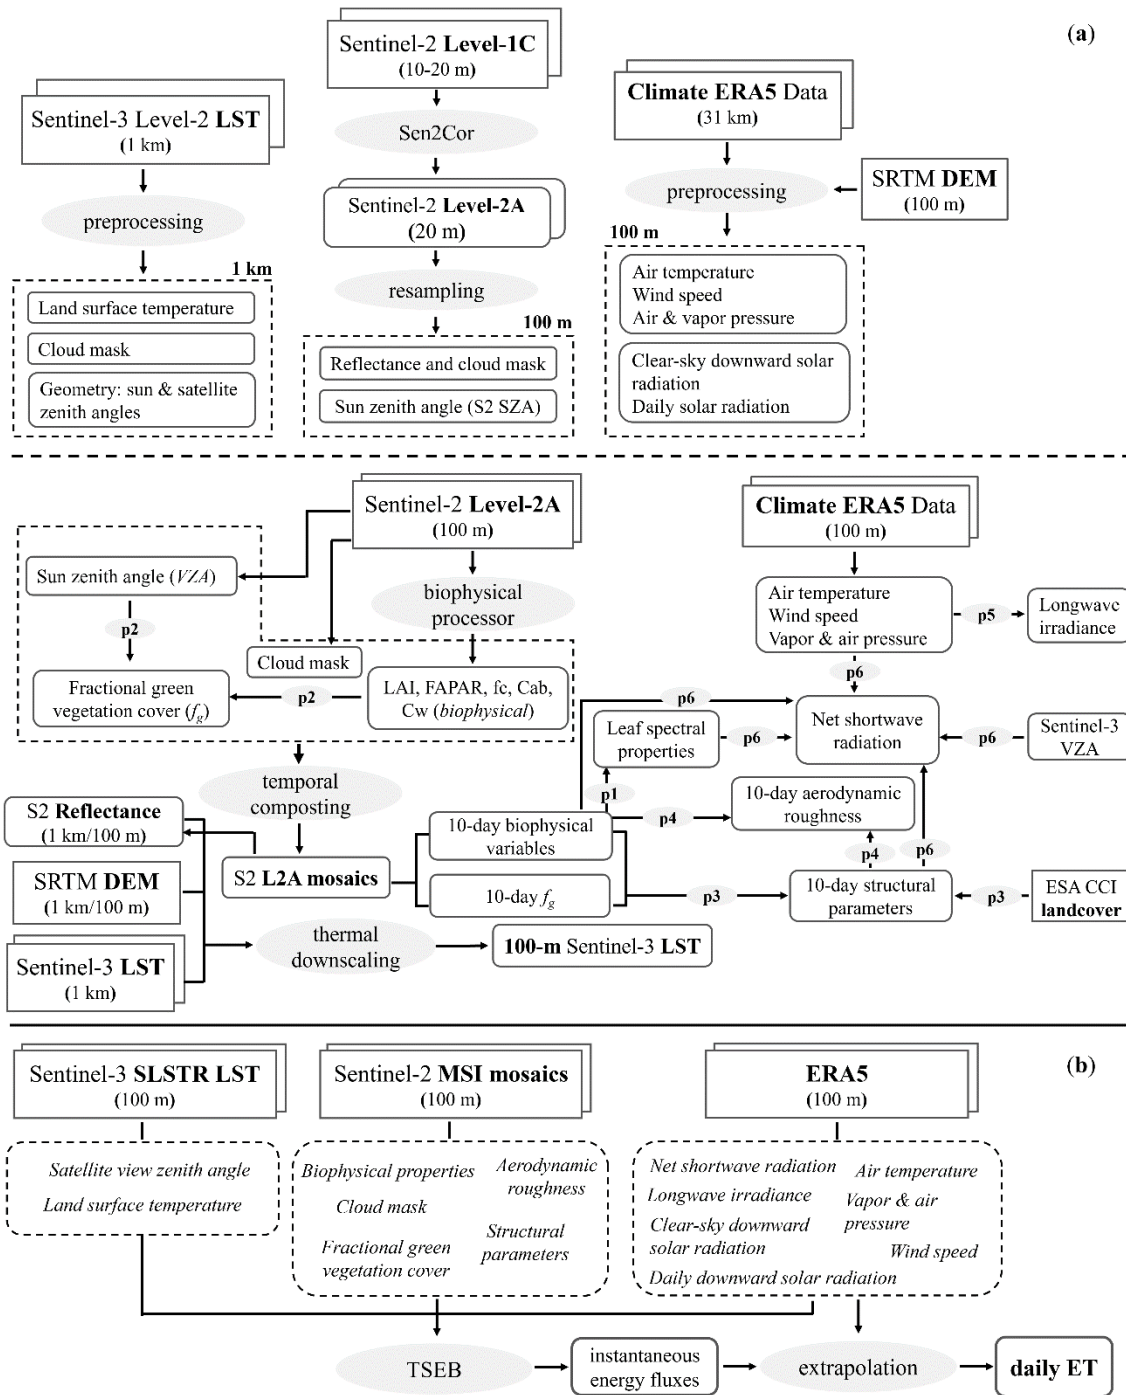 (a)
Sentinel-3 Level-2 LST
(1 km)
preprocessing
1 km
Land surface temperature
Cloud mask
Geometry: sun & satellite
zenith angles
Sentinel-2 Level-1C
(10-20 m)
Sen2Cor
Sentinel-2 Level-2A
(20 m)
resampling
100 m
Reflectance and cloud mask
Sun zenith angle (S2 SZA)
Climate ERA5 Data
(31 km)
preprocessing
SRTM DEM
(100 m)
100 m
Air temperature
Wind speed
Air & vapor pressure
Clear-sky downward solar
radiation
Daily solar radiation
Sentinel-2 Level-2A
(100 m)
Sun zenith angle (VZA)
p2
biophysical
processor
Cloud mask
Fractional green
vegetation cover (fg)
p2
LAI, FAPAR, fc, Cab,
Cw (biophysical)
temporal
composting
Climate ERA5 Data
(100 m)
Air temperature
Wind speed
Vapor & air pressure
p5
Longwave
irradiance
p6
p6
Leaf spectral
properties
p6
Net shortwave
radiation
p6
Sentinel-3
VZA
p1
p4
10-day aerodynamic
roughness
p4
p6
S2 Reflectance
(1 km/100 m)
S2 L2A mosaics
10-day biophysical
variables
10-day fg
p3
10-day structural
parameters
p3
ESA CCI
landcover
SRTM DEM
(1 km/100 m)
Sentinel-3 LST
(1 km)
thermal
downscaling
100-m Sentinel-3 LST
(b)
Sentinel-3 SLSTR LST
(100 m)
Satellite view zenith angle
Land surface temperature
Sentinel-2 MSI mosaics
(100 m)
Biophysical properties
Aerodynamic
roughness
Cloud mask
Structural
parameters
Fractional green
vegetation cover
ERA5
(100 m)
Net shortwave radiation
Air temperature
Longwave irradiance
Vapor & air
pressure
Clear-sky downward
solar radiation
Wind speed
Daily downward solar radiation
TSEB
instantaneous
energy fluxes
extrapolation
daily ET